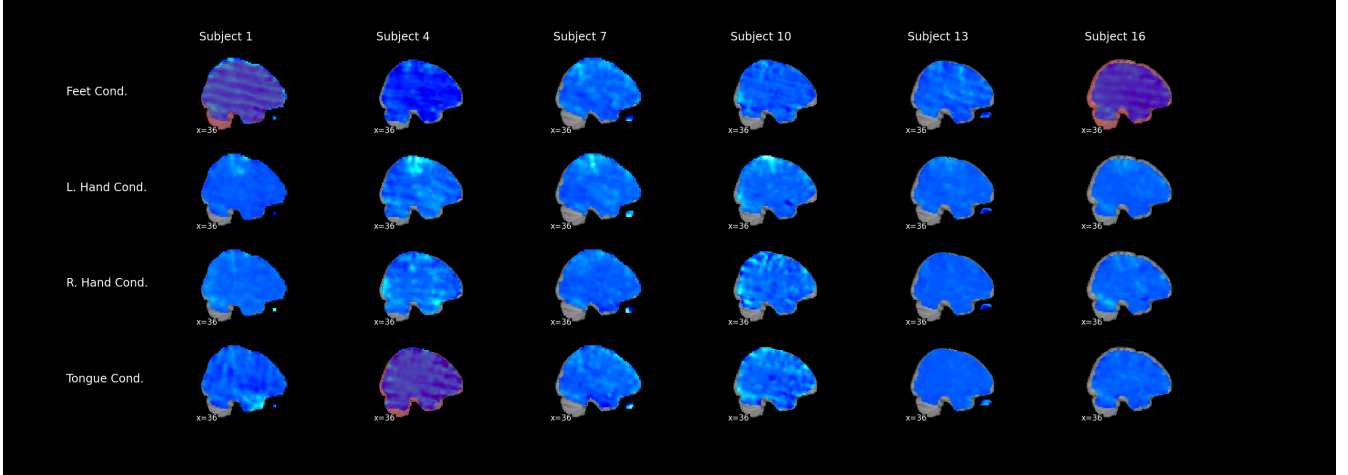 Subject 1 Subject 4 Subject 7 Subject 10 Subject 13 Subject 16
Feet Cond.
x=36 x=36 x=36 x=36 x=36 x=36
L. Hand Cond.
x=36 x=36 x=36 x=36 x=36 x=36
R. Hand Cond.
x=36 x=36 x=36 x=36 x=36 x=36
Tongue Cond.
x=36 x=36 x=36 x=36 x=36 x=36